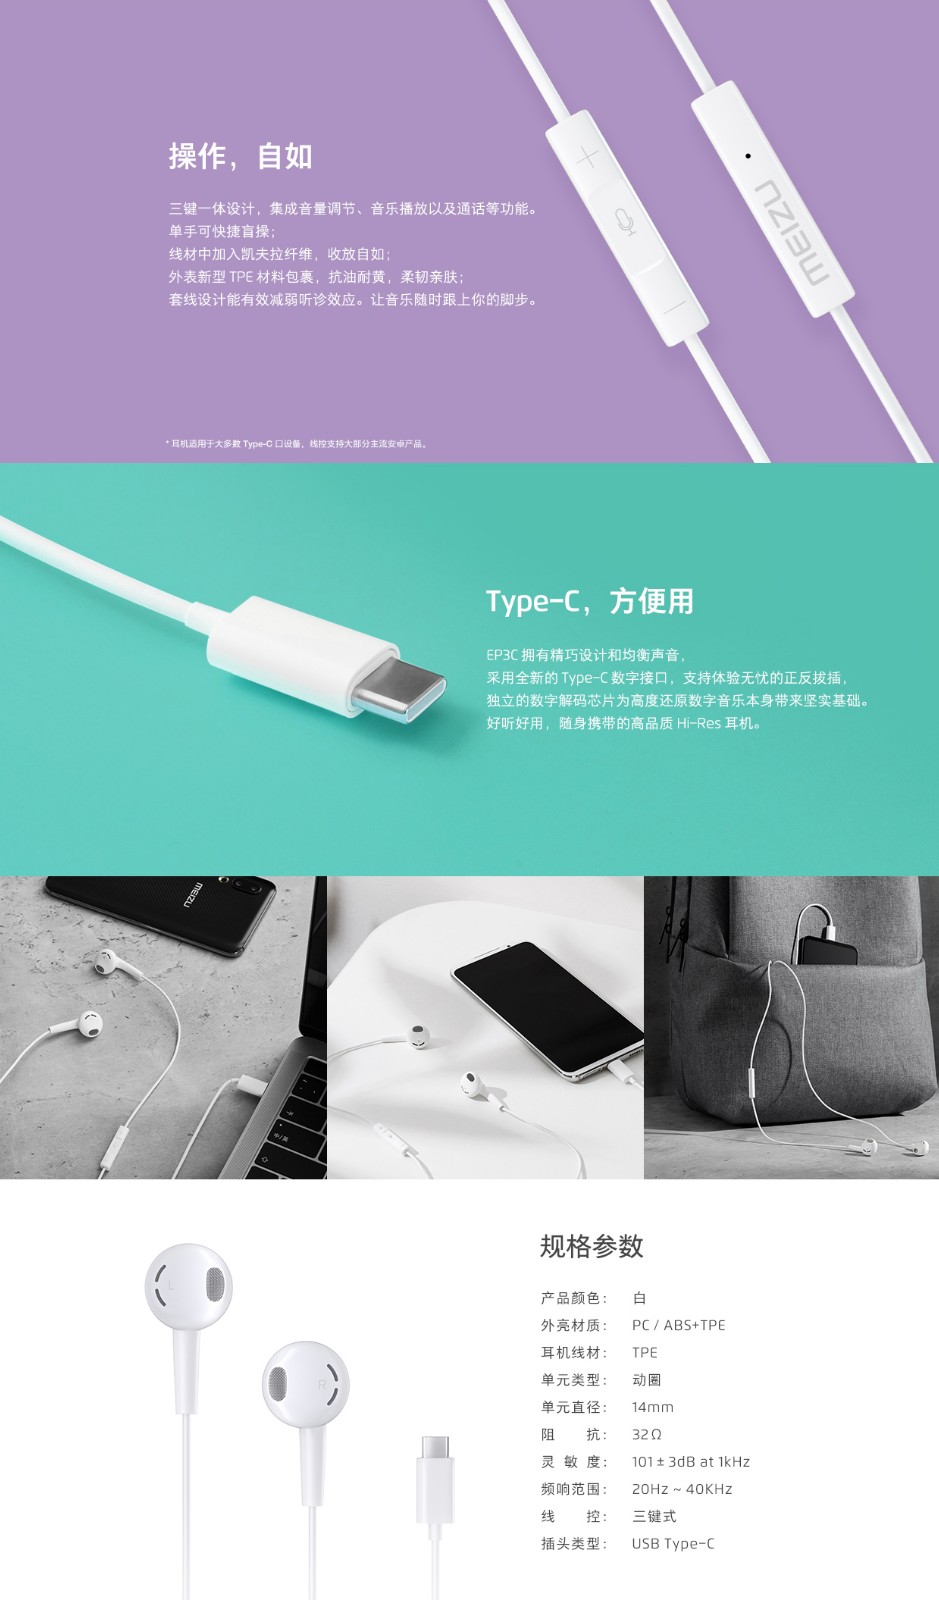 操作，自如
三键一体设计，集成音量调节、音乐播放以及通话等功能。
单手可快捷盲操；
线材中加入凯夫拉纤维，收放自如；
外表新型 TPE 材料包裹，抗油耐黄，柔韧亲肤；
套线设计能有效减弱听诊效应。让音乐随时跟上你的脚步。
MEIZU
* 耳机适用于大多数 Type-C 口设备，线控支持大部分主流安卓产品。
Type-C，方便用
EP3C 拥有精巧设计和均衡声音，
采用全新的 Type-C 数字接口，支持体验无忧的正反拔插，
独立的数字解码芯片为高度还原数字音乐本身带来坚实基础。
好听好用，随身携带的高品质 Hi-Res 耳机。
MEIZU
中/英
L
R
规格参数
产品颜色： 白
外亮材质： PC / ABS+TPE
耳机线材： TPE
单元类型： 动圈
单元直径： 14mm
阻 抗： 32Ω
灵 敏 度： 101 ± 3dB at 1kHz
频响范围： 20Hz ~ 40KHz
线 控： 三键式
插头类型： USB Type-C